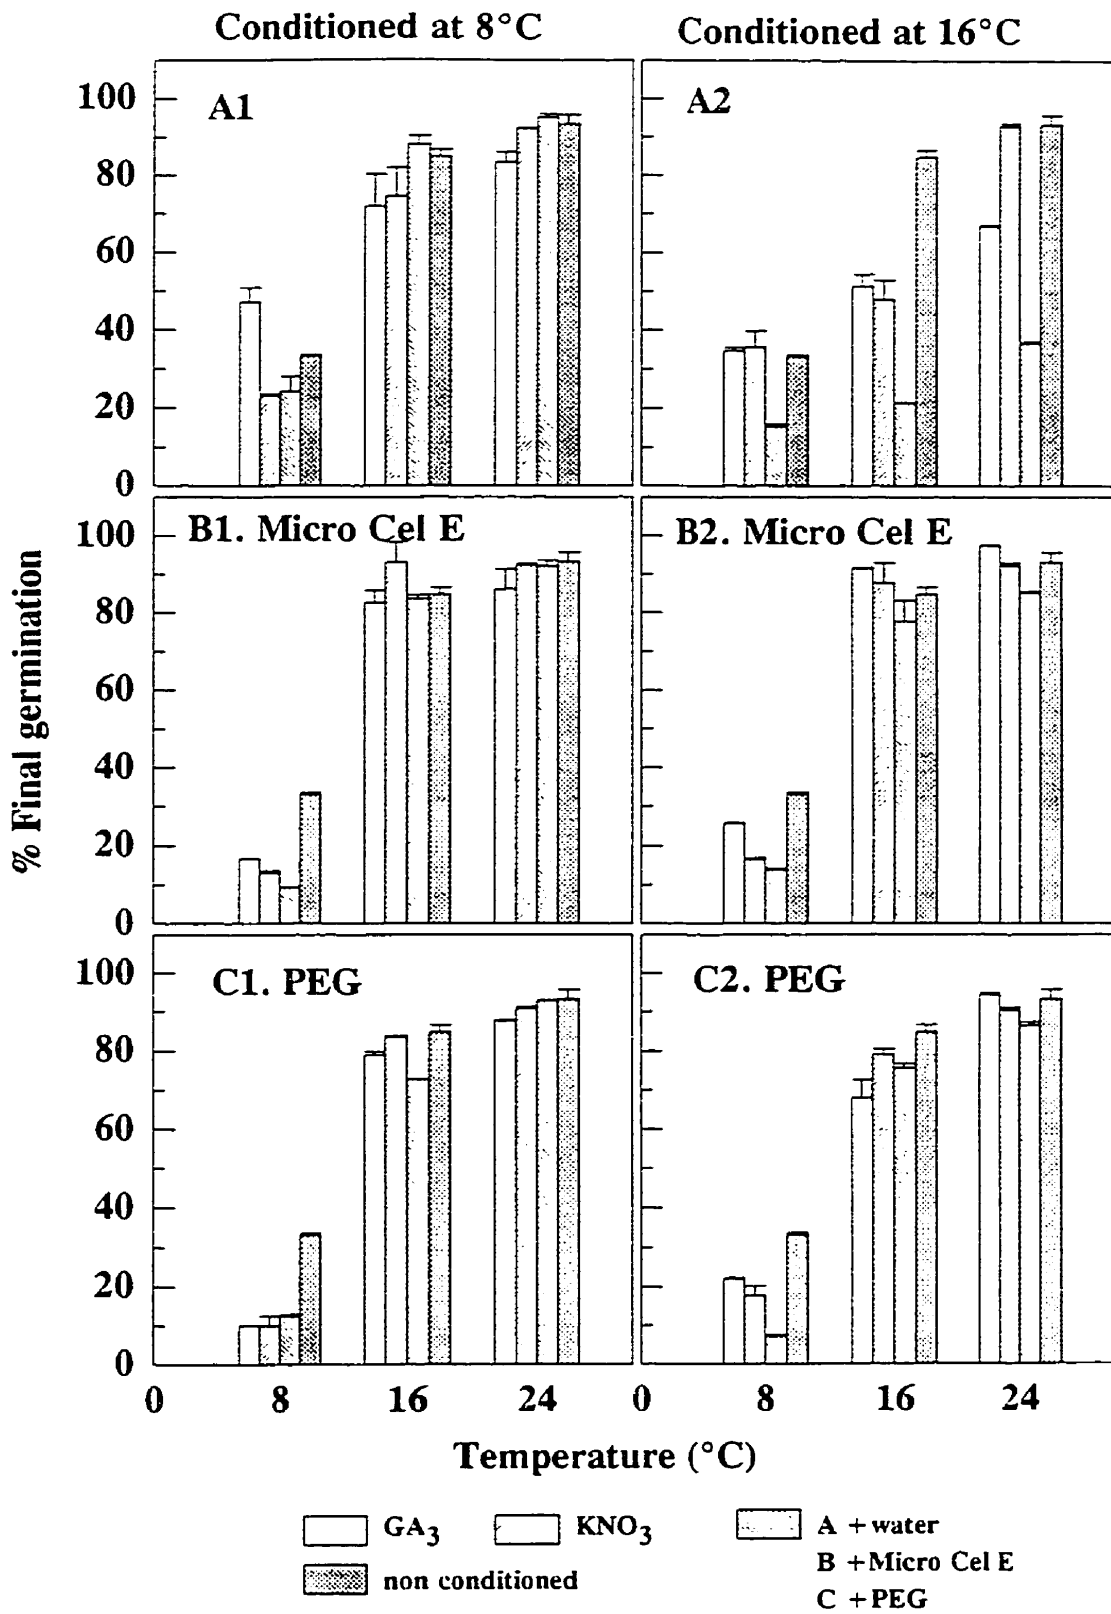 Conditioned at 8°C
Conditioned at 16°C
A1
A2
100
80
60
40
20
0
B1. Micro Cel E
B2. Micro Cel E
100
80
60
40
20
0
% Final germination
C1. PEG
C2. PEG
100
80
60
40
20
0
0 8 16 24 0 8 16 24
Temperature (°C)
GA3 KNO3 A + water
non conditioned B + Micro Cel E
C + PEG